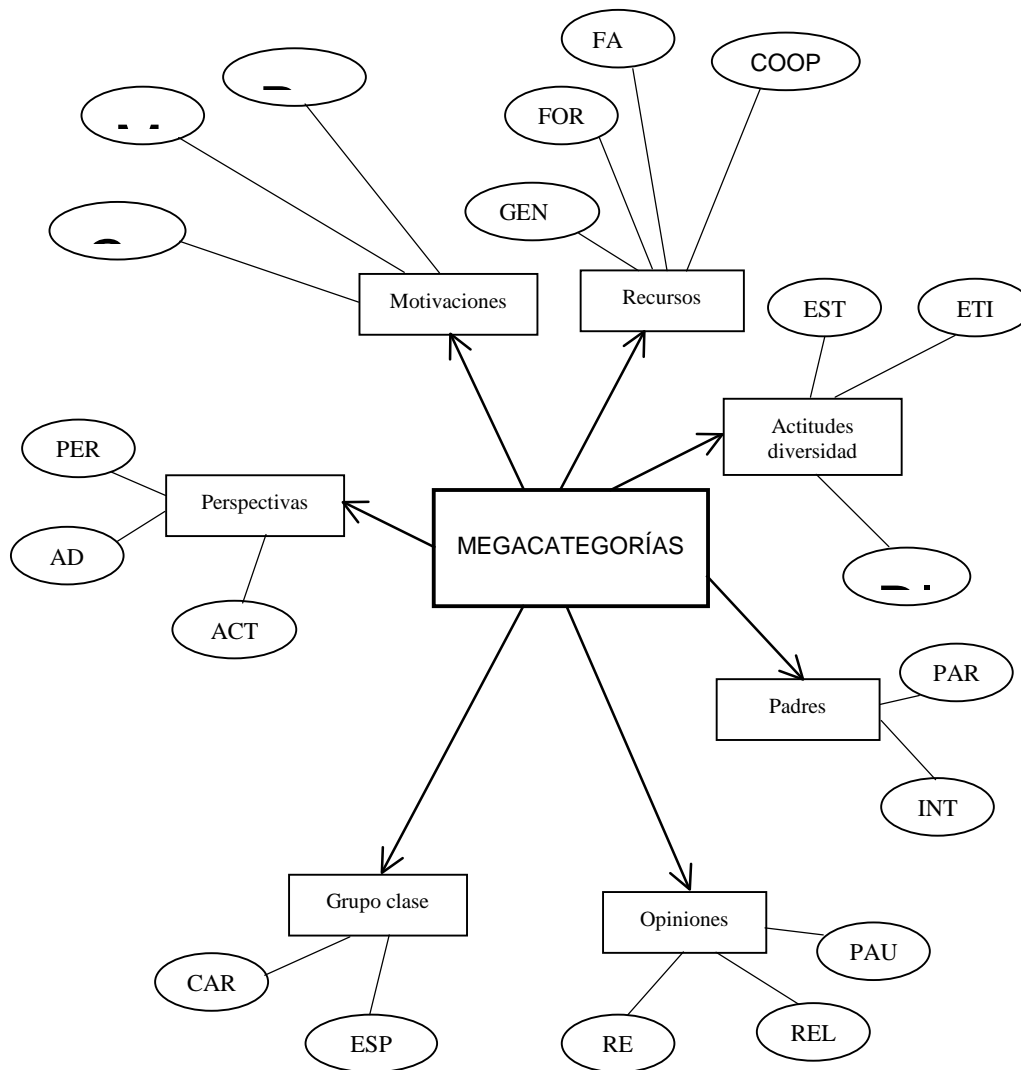 FA
COOP
FOR
GEN
Motivaciones
Recursos
EST
ETI
Actitudes
diversidad
PER
Perspectivas
AD
MEGACATEGORÍAS
ACT
PAR
Padres
INT
Grupo clase
Opiniones
PAU
CAR
ESP
RE
REL